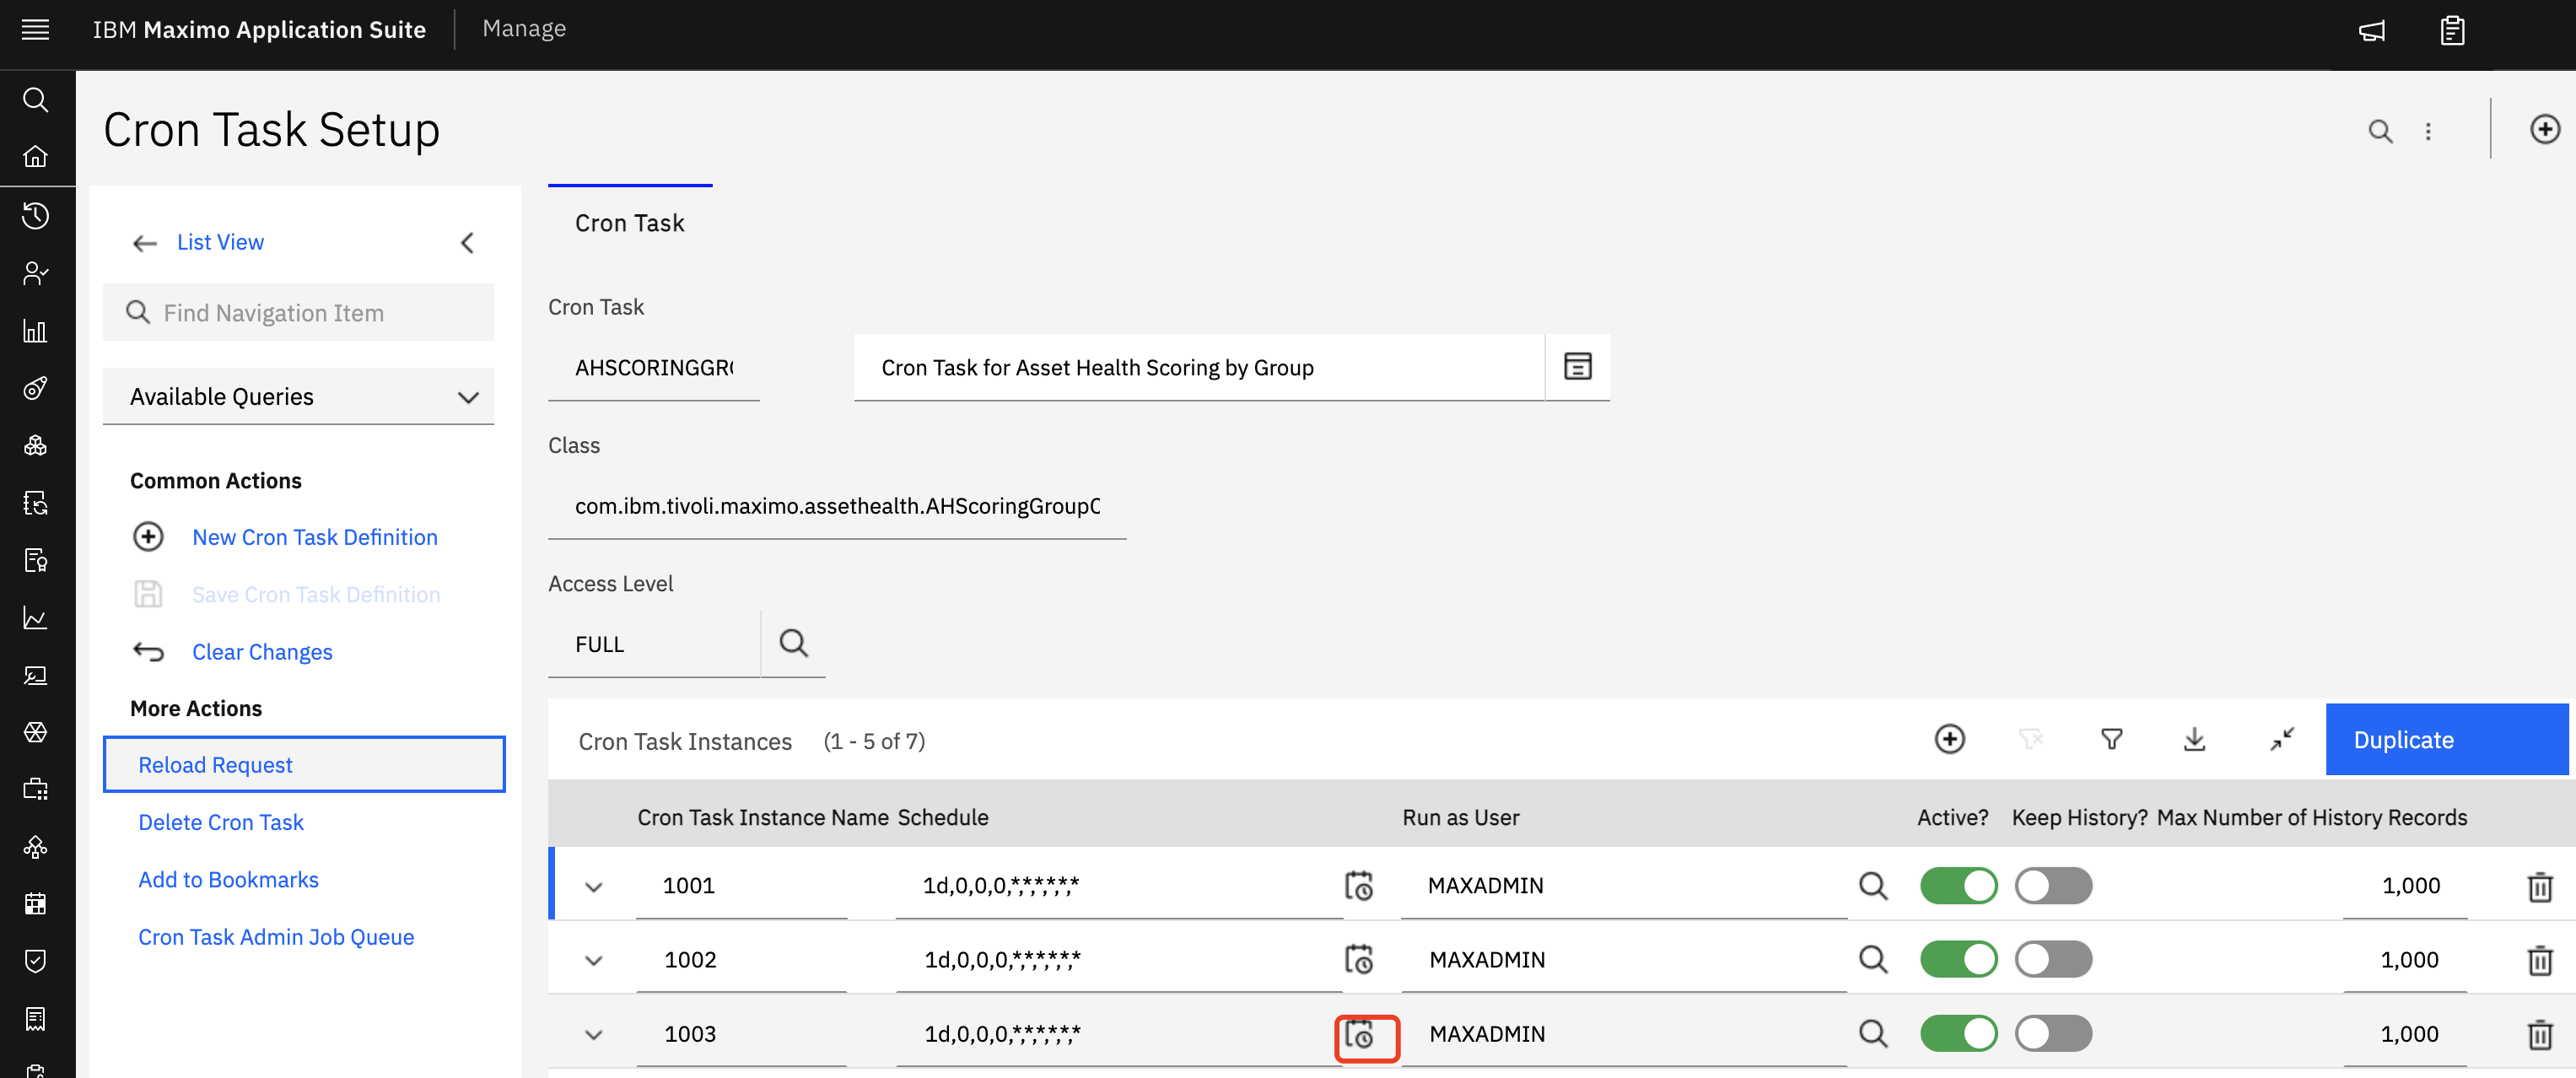 IBM Maximo Application Suite Manage
Cron Task Setup
List View
Find Navigation Item
Available Queries
Common Actions
New Cron Task Definition
Save Cron Task Definition
Clear Changes
More Actions
Reload Request
Delete Cron Task
Add to Bookmarks
Cron Task Admin Job Queue
Cron Task
Cron Task
AHSCORINGGR Cron Task for Asset Health Scoring by Group
Class
com.ibm.tivoli.maximo.assethealth.AHScoringGroupC
Access Level
FULL
Cron Task Instances (1 - 5 of 7)
Duplicate
Cron Task Instance Name Schedule Run as User Active? Keep History? Max Number of History Records
1001 1d,0,0,0,*,*,*,*,*,* MAXADMIN 1,000
1002 1d,0,0,0,*,*,*,*,*,* MAXADMIN 1,000
1003 1d,0,0,0,*,*,*,*,*,* MAXADMIN 1,000